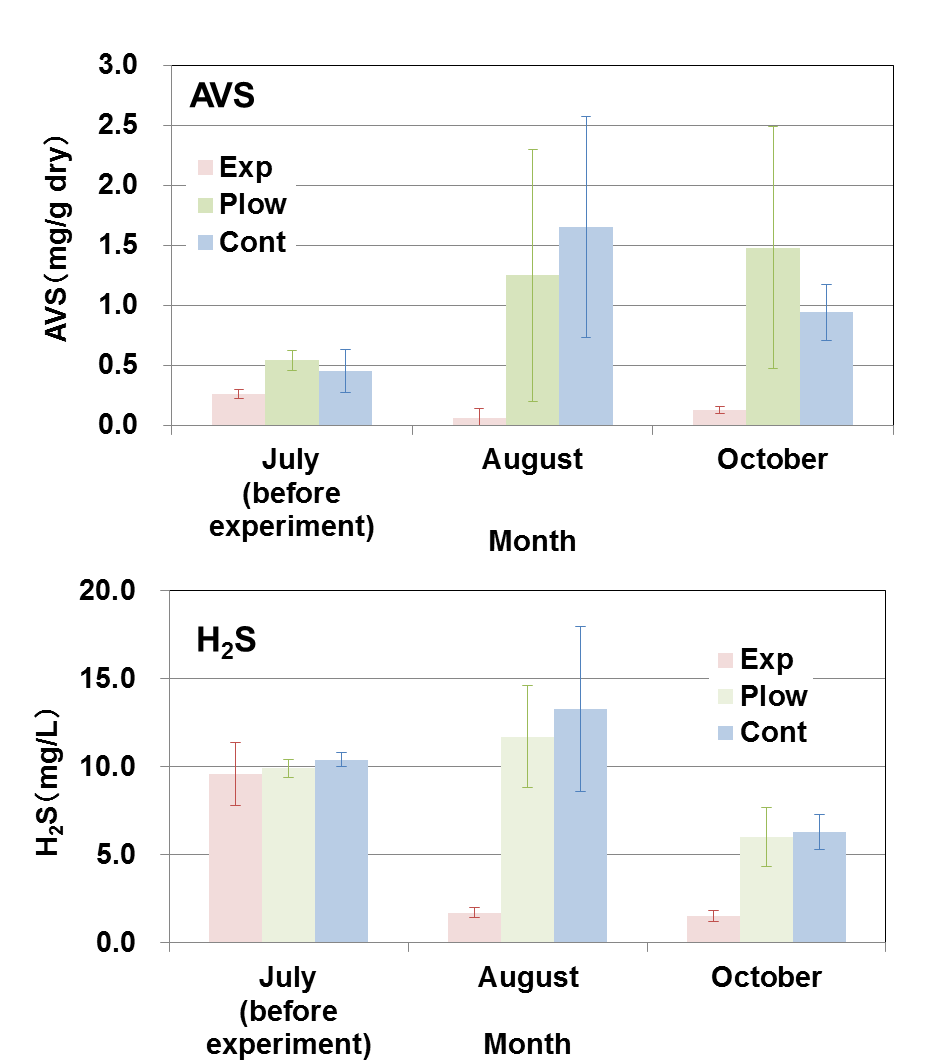 3.0
AVS
2.5
Exp
2.0
Plow
1.5
Cont
1.0
0.5
0.0
AVS(mg/g dry)
July
(before
experiment)
August
October
Month
20.0
H₂S
Exp
15.0
Plow
Cont
10.0
5.0
0.0
H₂S(mg/L)
July
(before
experiment)
August
October
Month